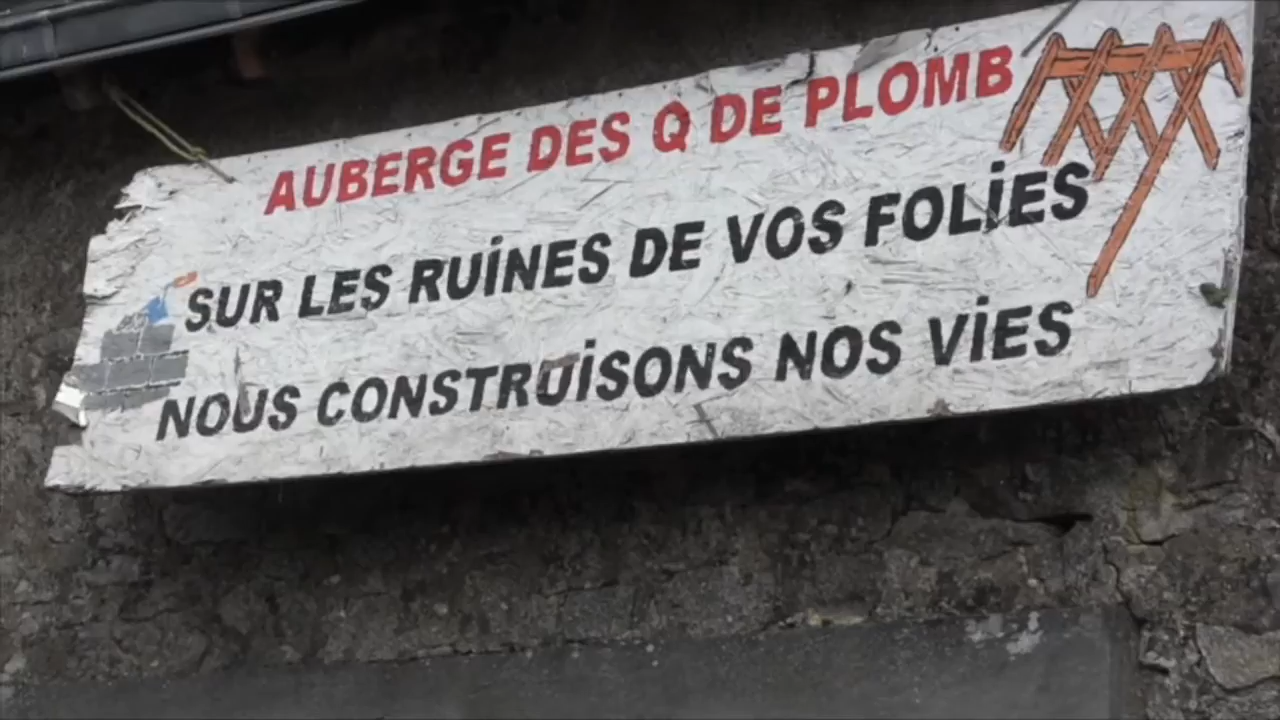 AUBERGE DES Q DE PLOMB
SUR LES RUiNES DE VOS FOLiES
NOUS CONSTRUiSONS NOS ViES